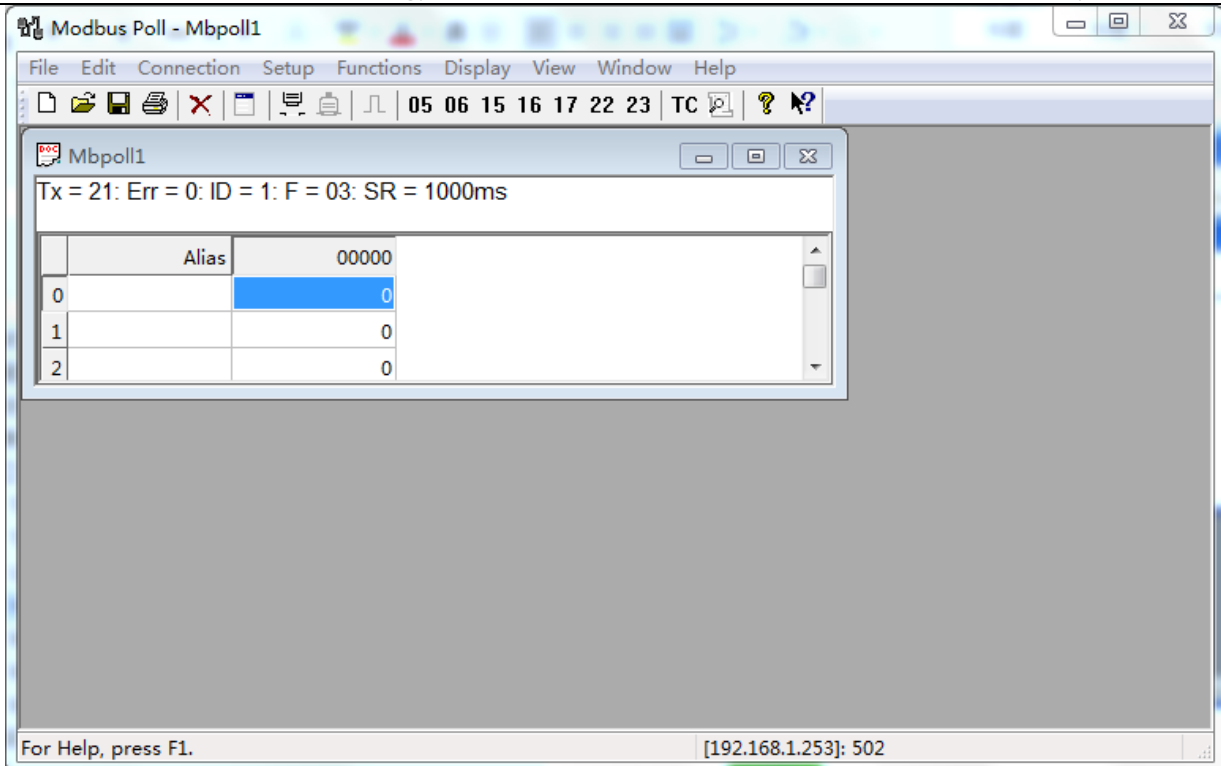 Modbus Poll - Mbpoll1
File Edit Connection Setup Functions Display View Window Help
05 06 15 16 17 22 23 TC
Mbpoll1
Tx = 21: Err = 0: ID = 1: F = 03: SR = 1000ms
Alias 00000
0 0
1 0
2 0
For Help, press F1. [192.168.1.253]: 502